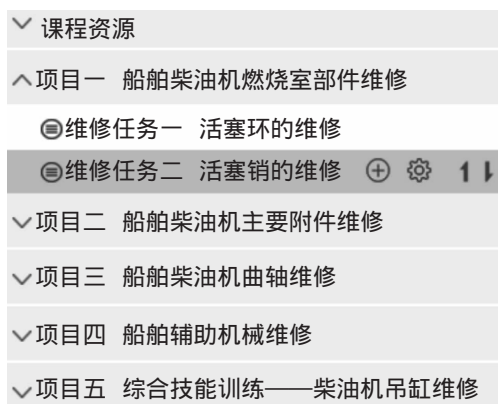 课程资源
项目一 船舶柴油机燃烧室部件维修
维修任务一 活塞环的维修
维修任务二 活塞销的维修
项目二 船舶柴油机主要附件维修
项目三 船舶柴油机曲轴维修
项目四 船舶辅助机械维修
项目五 综合技能训练——柴油机吊缸维修